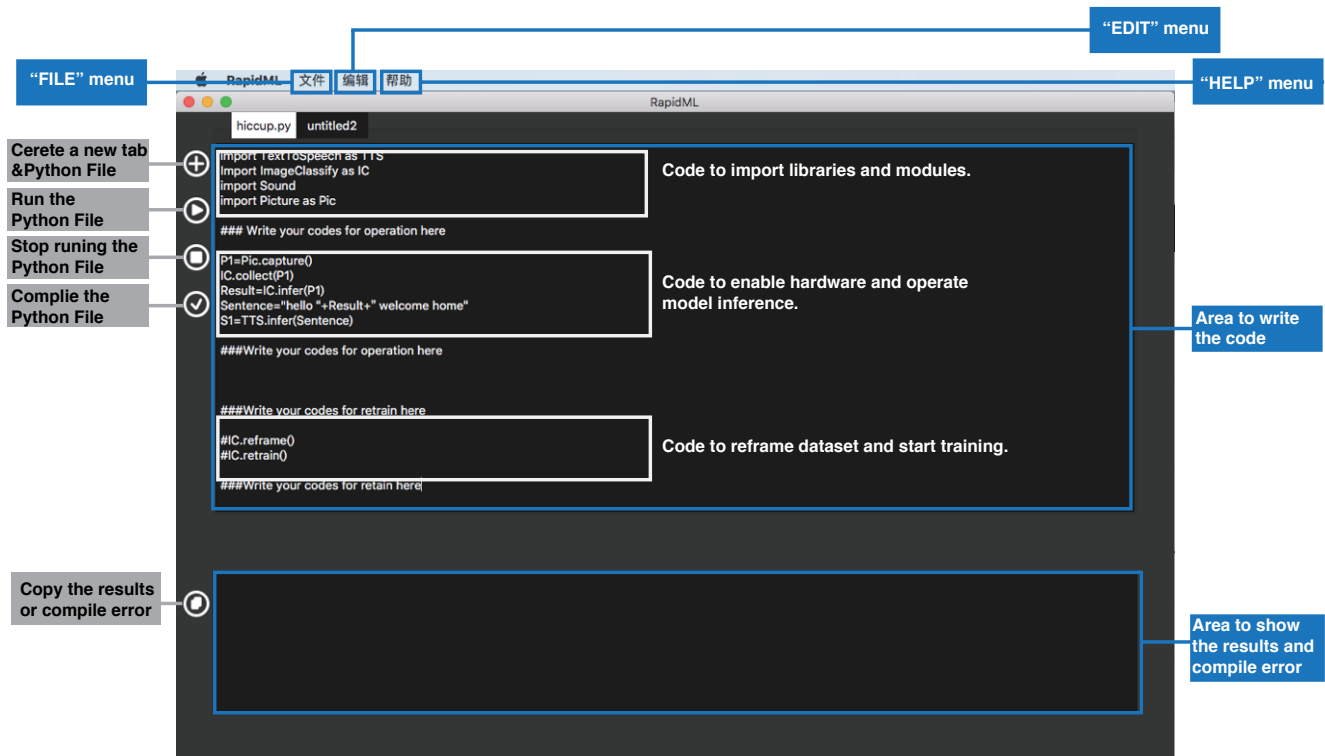 “EDIT” menu
“FILE” menu
RapidML 文件 编辑 帮助
“HELP” menu
RapidML
hiccup.py untitled2
Cerete a new tab
&Python File
Run the
Python File
Stop runing the
Python File
Complie the
Python File
Import TextToSpeech as TTS
Import ImageClassify as IC
import Sound
import Picture as Pic
Code to import libraries and modules.
### Write your codes for operation here
P1=Pic.capture()
IC.collect(P1)
Result=IC.infer(P1)
Sentence="hello "+Result+" welcome home"
S1=TTS.infer(Sentence)
Code to enable hardware and operate
model inference.
###Write your codes for operation here
Area to write
the code
###Write your codes for retrain here
#IC.reframe()
#IC.retrain()
Code to reframe dataset and start training.
###Write your codes for retain here
Copy the results
or compile error
Area to show
the results and
compile error